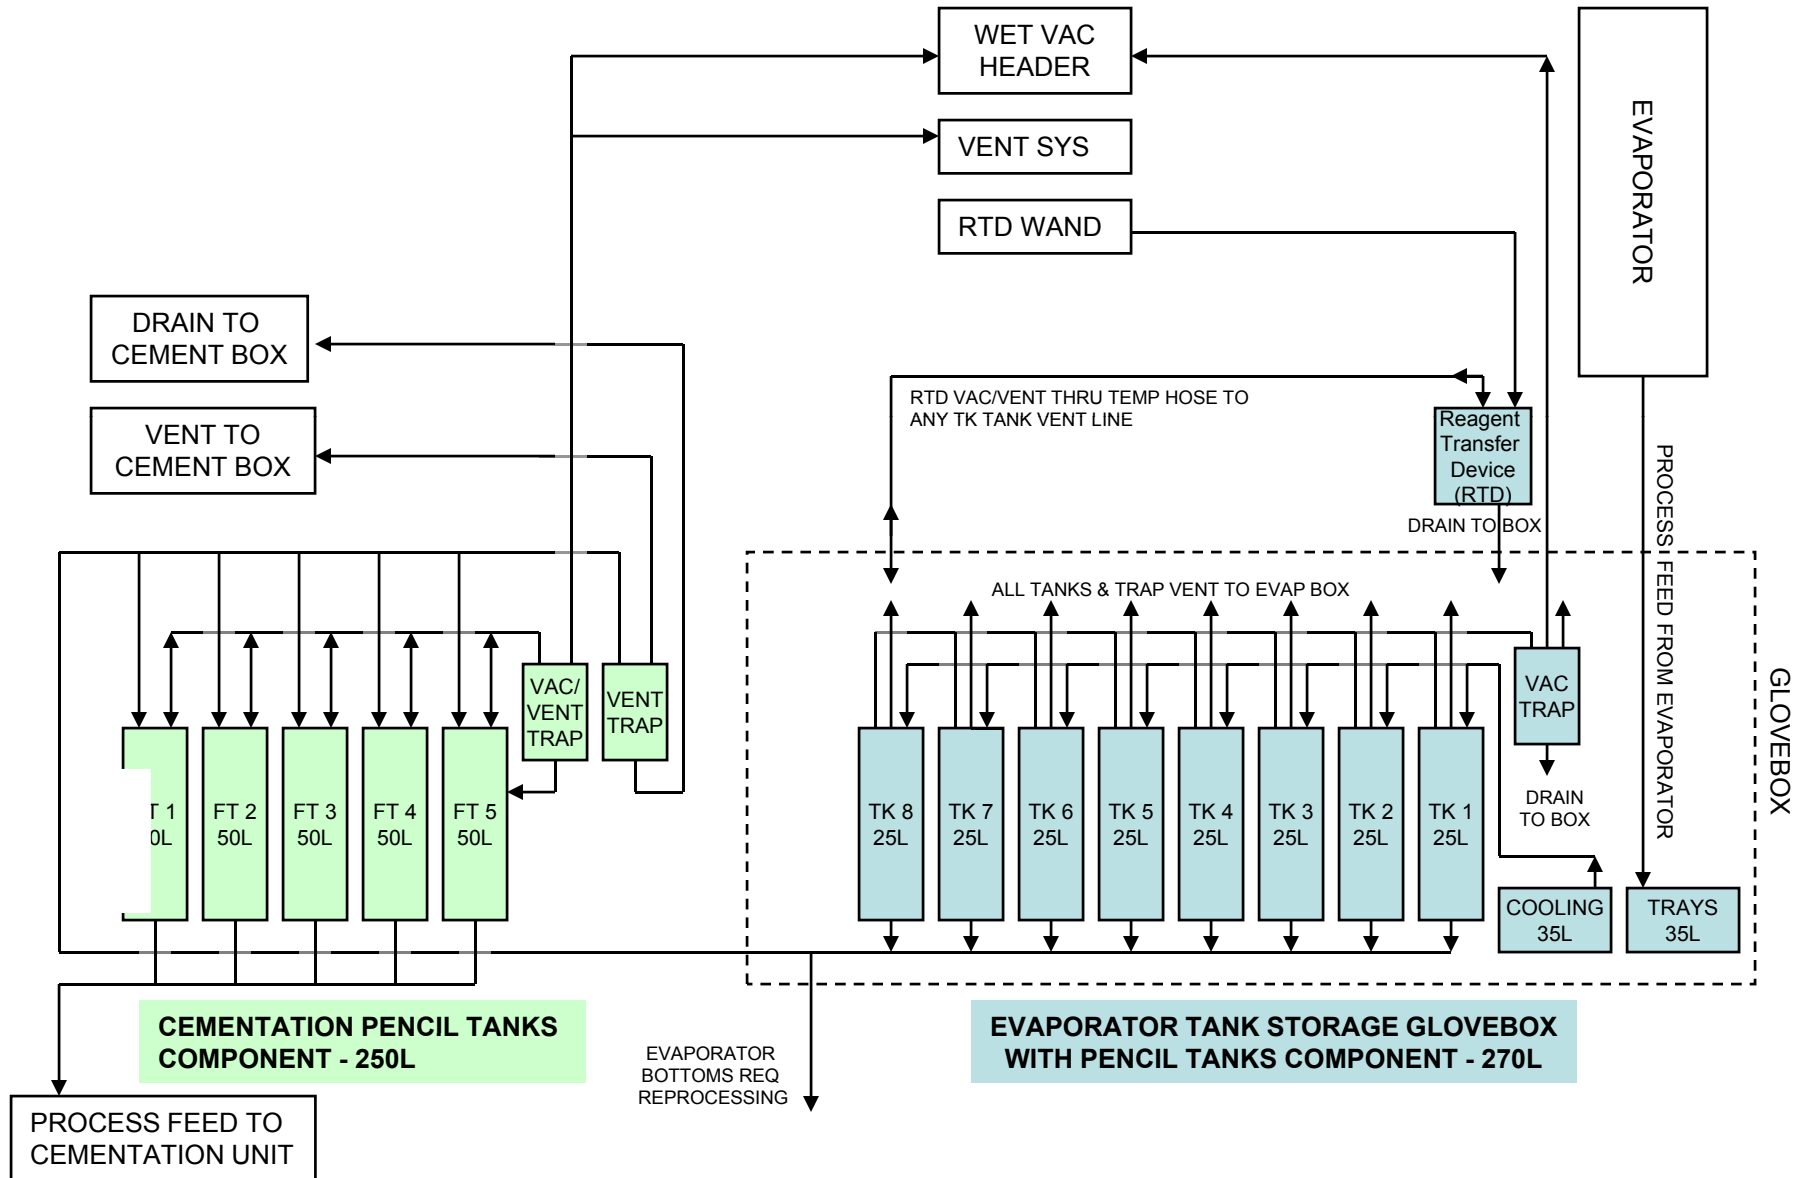 WET VAC
HEADER
VENT SYS
RTD WAND
EVAPORATOR
DRAIN TO
CEMENT BOX
VENT TO
CEMENT BOX
RTD VAC/VENT THRU TEMP HOSE TO
ANY TK TANK VENT LINE
Reagent
Transfer
Device
(RTD)
DRAIN TO BOX
PROCESS FEED FROM EVAPORATOR
GLOVEBOX
ALL TANKS & TRAP VENT TO EVAP BOX
VAC/
VENT
TRAP
VENT
TRAP
VAC
TRAP
DRAIN
TO BOX
T 1
0L
FT 2
50L
FT 3
50L
FT 4
50L
FT 5
50L
TK 8
25L
TK 7
25L
TK 6
25L
TK 5
25L
TK 4
25L
TK 3
25L
TK 2
25L
TK 1
25L
COOLING
35L
TRAYS
35L
CEMENTATION PENCIL TANKS
COMPONENT - 250L
EVAPORATOR
BOTTOMS REQ
REPROCESSING
EVAPORATOR TANK STORAGE GLOVEBOX
WITH PENCIL TANKS COMPONENT - 270L
PROCESS FEED TO
CEMENTATION UNIT